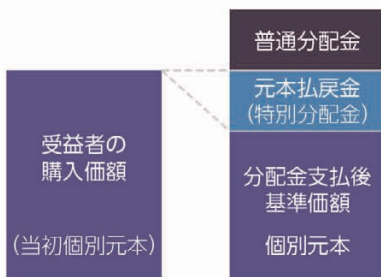 普通分配金
元本払戻金
(特別分配金)
受益者の
購入価額
(当初個別元本)
分配金支払後
基準価額
個別元本